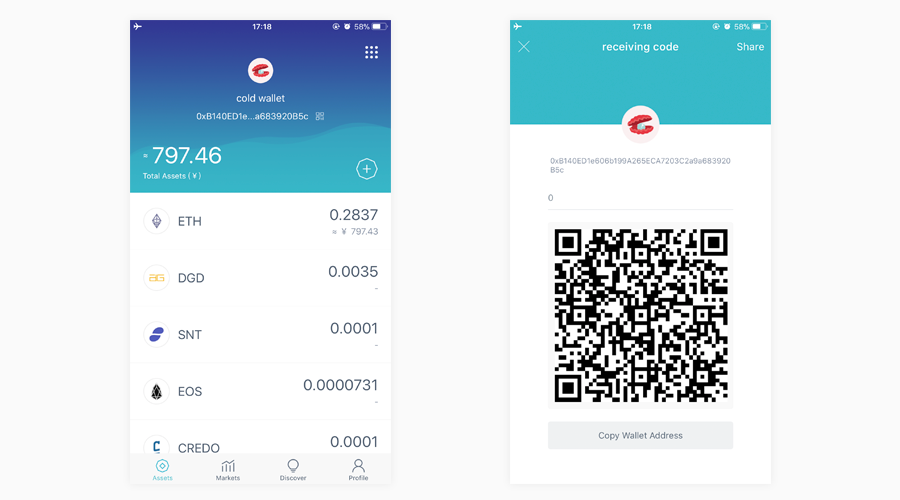 17:18
58%
cold wallet
0xB140ED1e...a683920B5c
≈ 797.46
Total Assets (¥)
ETH
0.2837
≈ ¥ 797.43
DGD
0.0035
-
SNT
0.0001
-
EOS
0.0000731
-
CREDO
0.0001
Assets
Markets
Discover
Profile
17:18
58%
receiving code
Share
0xB140ED1e606b199A265ECA7203C2a9a683920
B5c
0
Copy Wallet Address